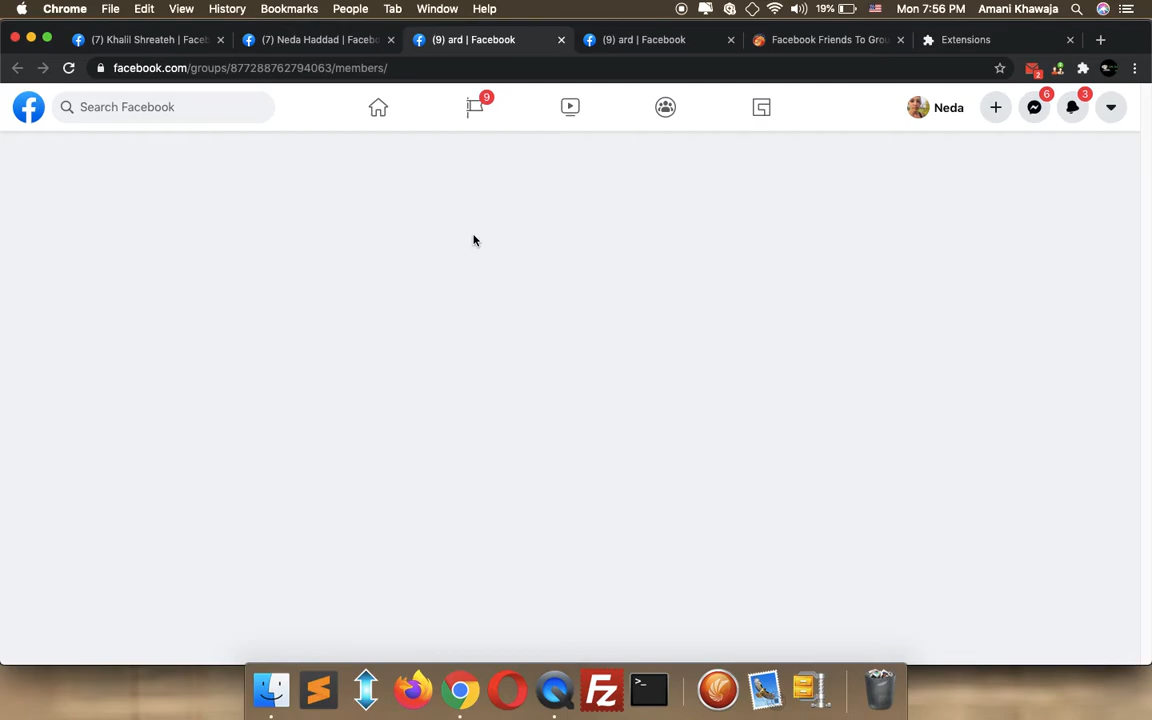 Chrome File Edit View History Bookmarks People Tab Window Help 19% Mon 7:56 PM Amani Khawaja
(7) Khalil Shreateh | Faceb (7) Neda Haddad | Facebo (9) ard | Facebook (9) ard | Facebook Facebook Friends To Grou Extensions
facebook.com/groups/877288762794063/members/ 2
Search Facebook 9 Neda 6 3